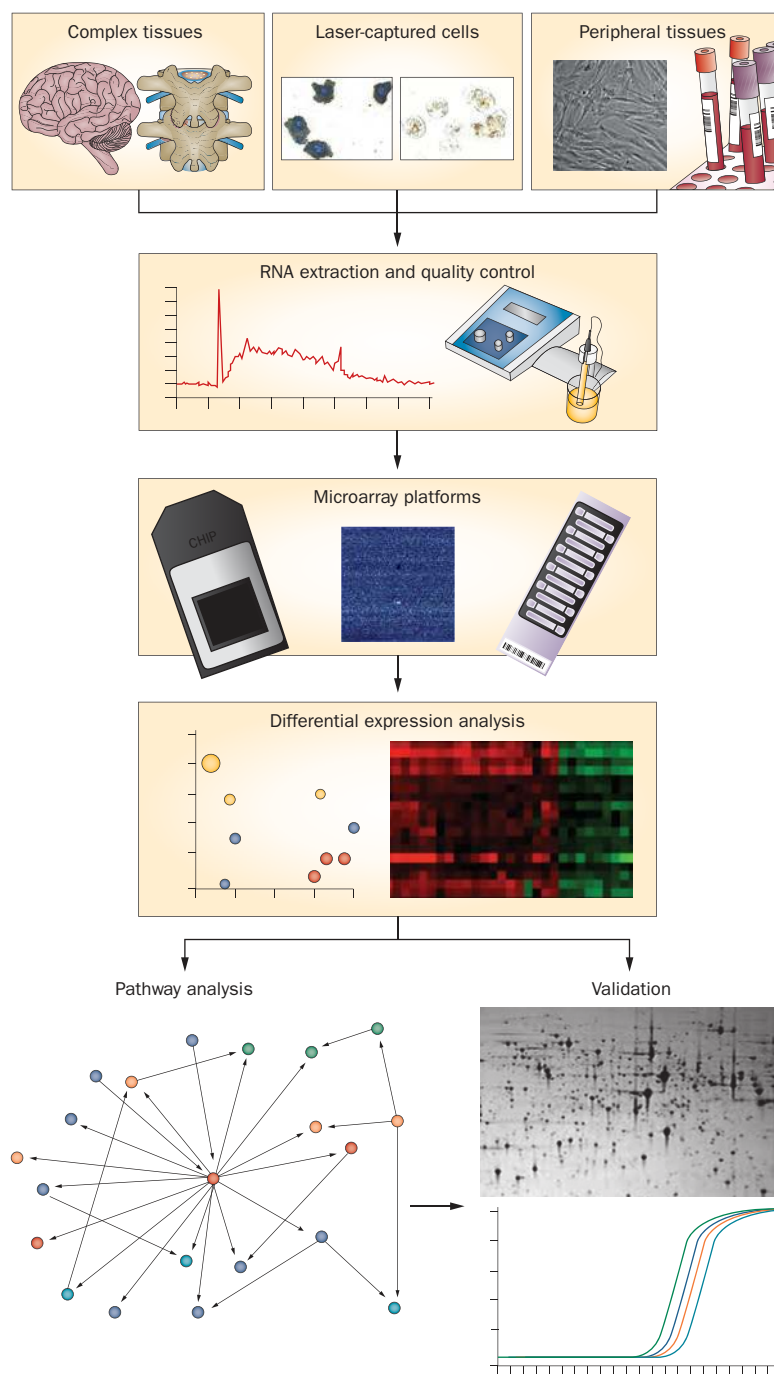 Complex tissues
Laser-captured cells
Peripheral tissues
RNA extraction and quality control
Microarray platforms
CHIP
Differential expression analysis
Pathway analysis
Validation